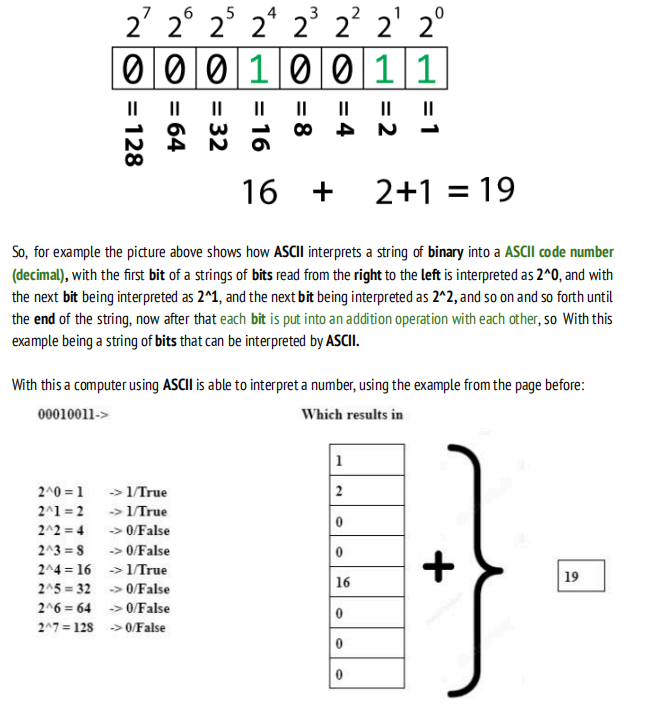 2^7 2^6 2^5 2^4 2^3 2^2 2^1 2^0
0 0 0 1 0 0 1 1
=128 =64 =32 =16 =8 =4 =2 =1
16 + 2+1 = 19
So, for example the picture above shows how ASCII interprets a string of binary into a ASCII code number
(decimal), with the first bit of a strings of bits read from the right to the left is interpreted as 2^0, and with
the next bit being interpreted as 2^1, and the next bit being interpreted as 2^2, and so on and so forth until
the end of the string, now after that each bit is put into an addition operation with each other, so With this
example being a string of bits that can be interpreted by ASCII.
With this a computer using ASCII is able to interpret a number, using the example from the page before:
00010011-> Which results in
2^0 = 1 -> 1/True
2^1 = 2 -> 1/True
2^2 = 4 -> 0/False
2^3 = 8 -> 0/False
2^4 = 16 -> 1/True
2^5 = 32 -> 0/False
2^6 = 64 -> 0/False
2^7 = 128 -> 0/False
1
2
0
0
16
0
0
0
+
19